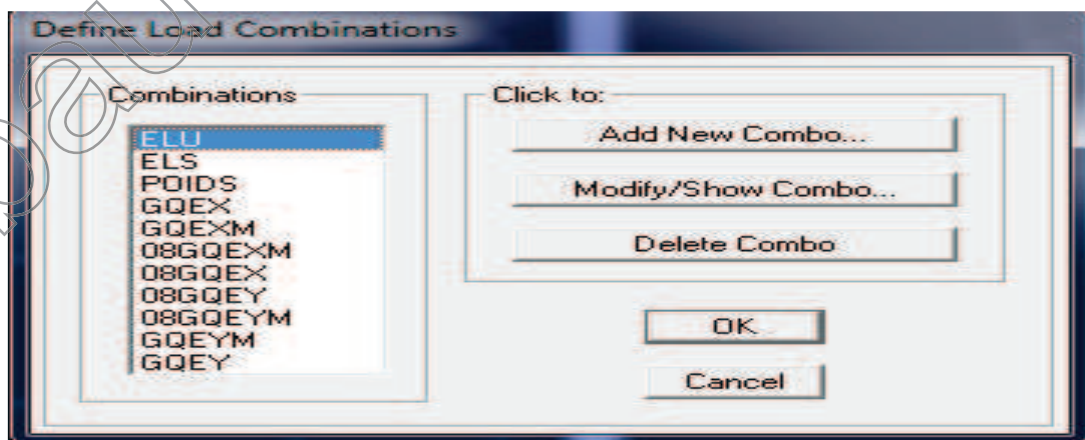 Define Load Combinations
Combinations
ELU
ELS
POIDS
GQEX
GQEXM
08GQEXM
08GQEX
08GQEY
08GQEYM
GQEYM
GQEY
Click to:
Add New Combo...
Modify/Show Combo...
Delete Combo
OK
Cancel